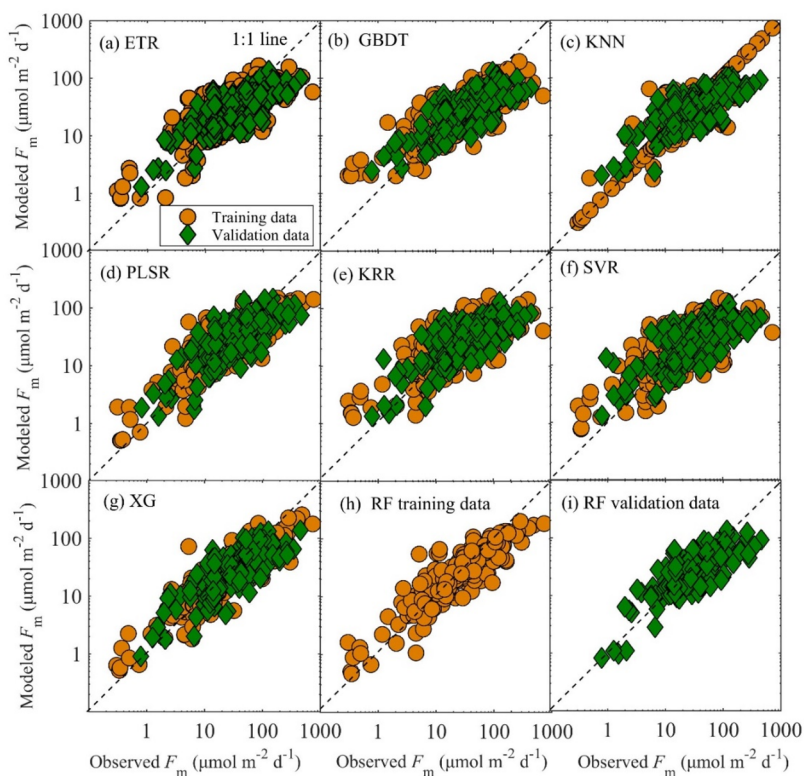 1000
(a) ETR
1:1 line
(b) GBDT
(c) KNN
100
10
1
Modeled Fm (μmol m⁻² d⁻¹)
Training data
Validation data
1000
(d) PLSR
(e) KRR
(f) SVR
100
10
1
Modeled Fm (μmol m⁻² d⁻¹)
1000
(g) XG
(h) RF training data
(i) RF validation data
100
10
1
Modeled Fm (μmol m⁻² d⁻¹)
1 10 100 1000 1 10 100 1000 1 10 100 1000
Observed Fm (μmol m⁻² d⁻¹) Observed Fm (μmol m⁻² d⁻¹) Observed Fm (μmol m⁻² d⁻¹)